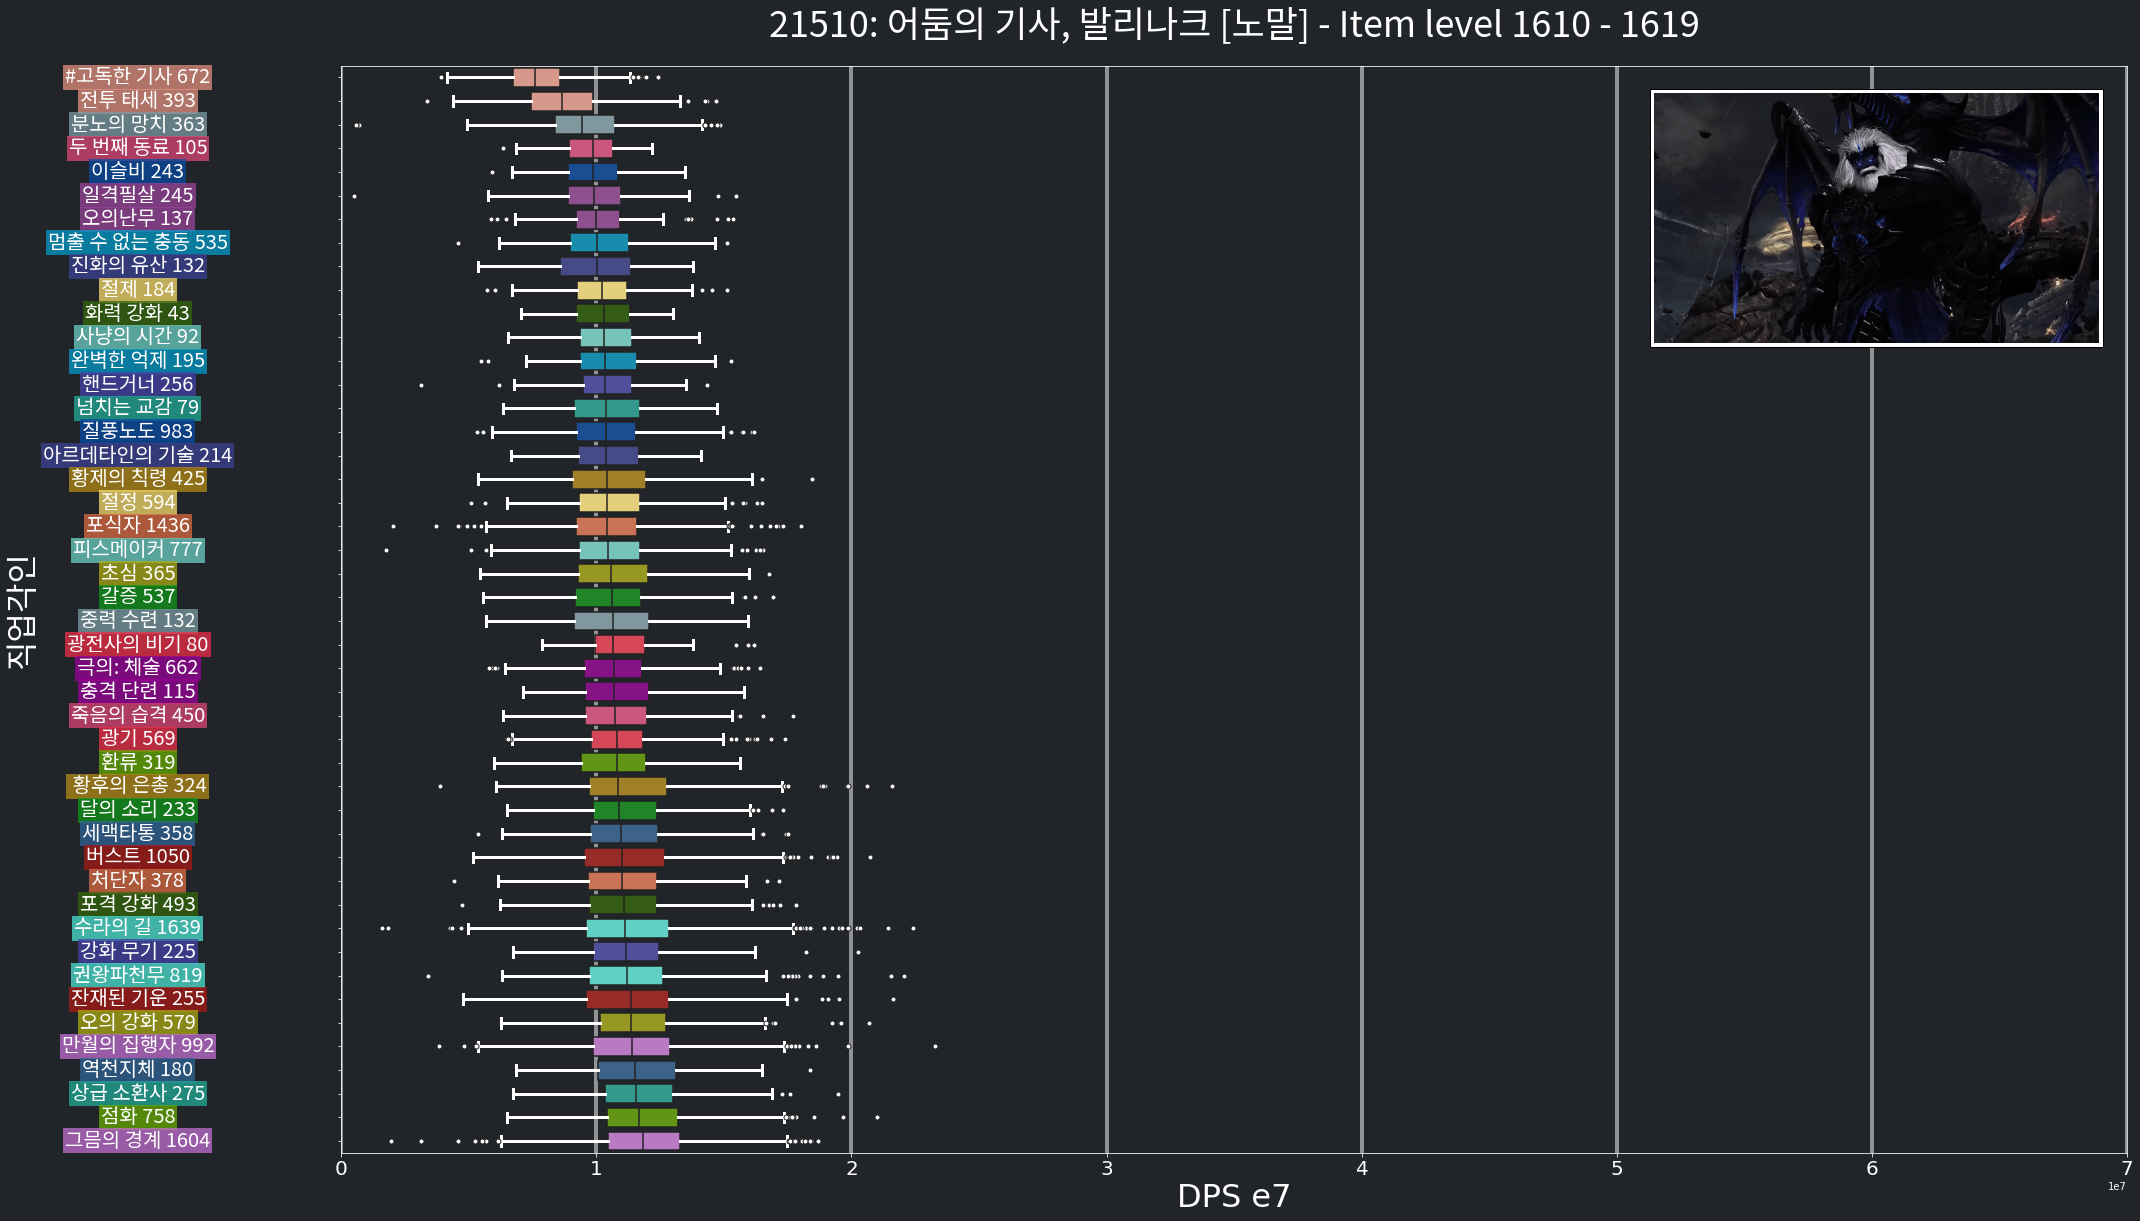 21510: 어둠의 기사, 발리나크 [노말] - Item level 1610 - 1619
직업각인
#고독한 기사 672
전투 태세 393
분노의 망치 363
두 번째 동료 105
이슬비 243
일격필살 245
오의난무 137
멈출 수 없는 충동 535
진화의 유산 132
절제 184
화력 강화 43
사냥의 시간 92
완벽한 억제 195
핸드거너 256
넘치는 교감 79
질풍노도 983
아르데타인의 기술 214
황제의 칙령 425
절정 594
포식자 1436
피스메이커 777
초심 365
갈증 537
중력 수련 132
광전사의 비기 80
극의: 체술 662
충격 단련 115
죽음의 습격 450
광기 569
환류 319
황후의 은총 324
달의 소리 233
세맥타통 358
버스트 1050
처단자 378
포격 강화 493
수라의 길 1639
강화 무기 225
권왕파천무 819
잔재된 기운 255
오의 강화 579
만월의 집행자 992
역천지체 180
상급 소환사 275
점화 758
그믐의 경계 1604
0 1 2 3 4 5 6 7
1e7
DPS e7